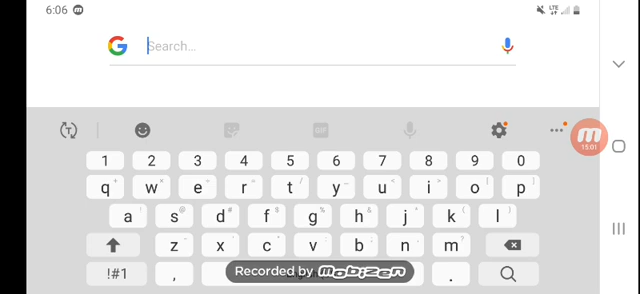 6:06 LTE
G Search...
GIF
15:01
1 2 3 4 5 6 7 8 9 0
q w e r t y u i o p
a s d f g h j k l
z x c v b n m
!#1 , Recorded by mobizen .